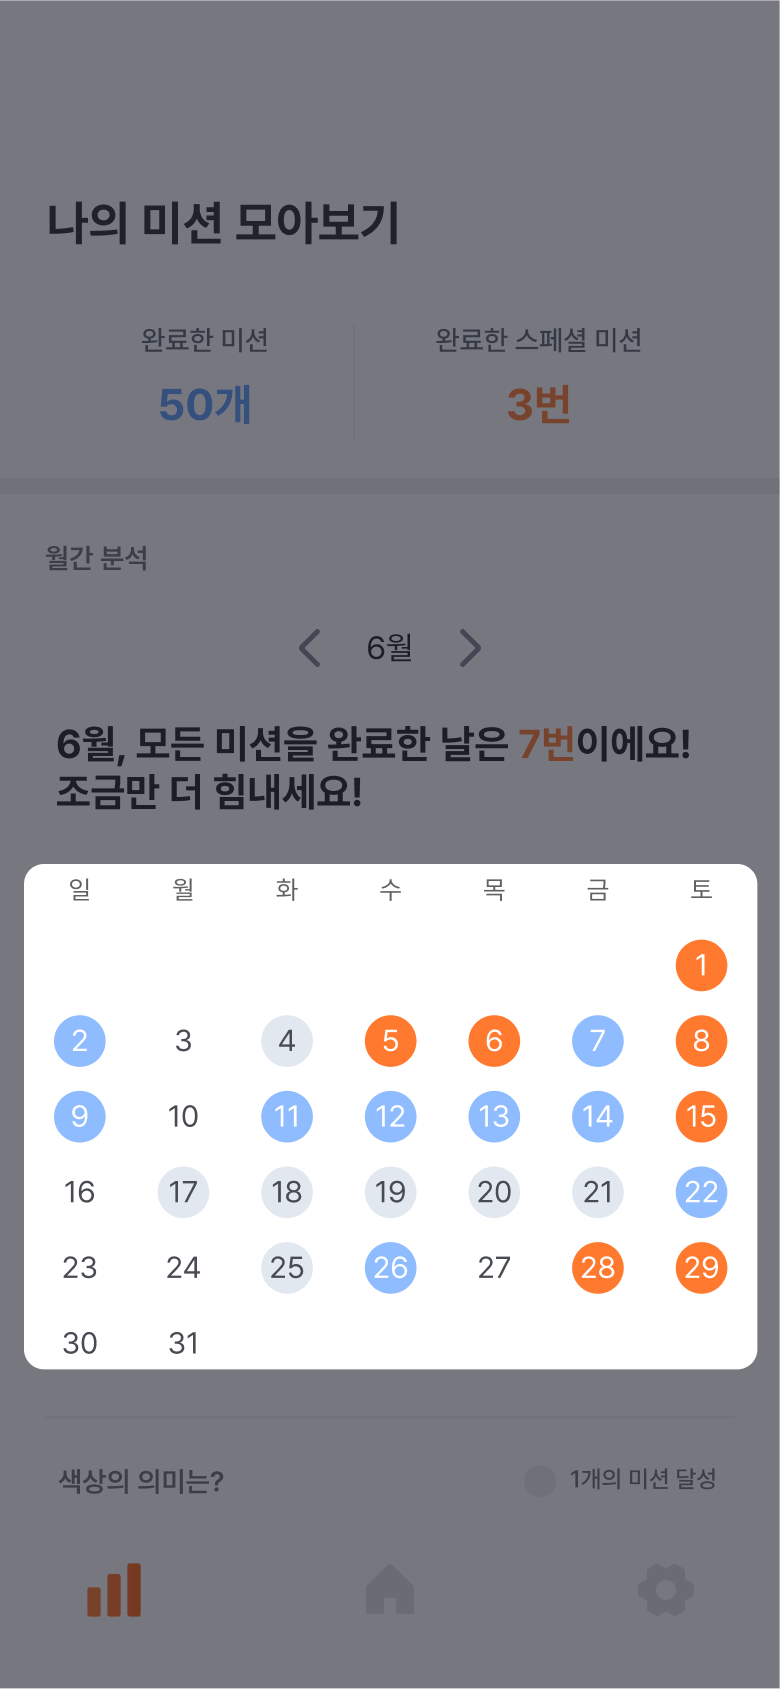 나의 미션 모아보기
완료한 미션 완료한 스페셜 미션
50개 3번
월간 분석
6월
6월, 모든 미션을 완료한 날은 7번이에요!
조금만 더 힘내세요!
일 월 화 수 목 금 토
1
2 3 4 5 6 7 8
9 10 11 12 13 14 15
16 17 18 19 20 21 22
23 24 25 26 27 28 29
30 31
색상의 의미는? 1개의 미션 달성